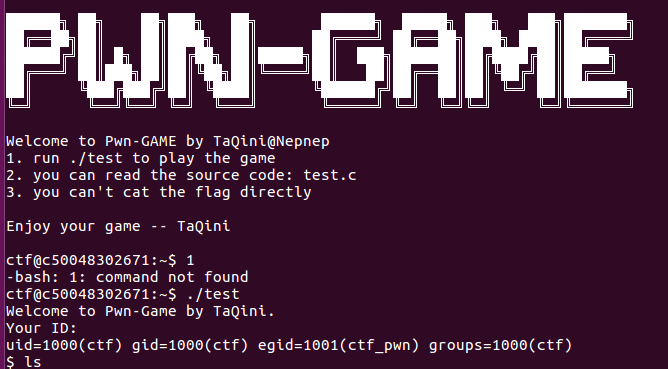 PWN-GAME
Welcome to Pwn-GAME by TaQini@Nepnep
1. run ./test to play the game
2. you can read the source code: test.c
3. you can't cat the flag directly
Enjoy your game -- TaQini
ctf@c50048302671:~$ 1
-bash: 1: command not found
ctf@c50048302671:~$ ./test
Welcome to Pwn-Game by TaQini.
Your ID:
uid=1000(ctf) gid=1000(ctf) egid=1001(ctf_pwn) groups=1000(ctf)
$ ls